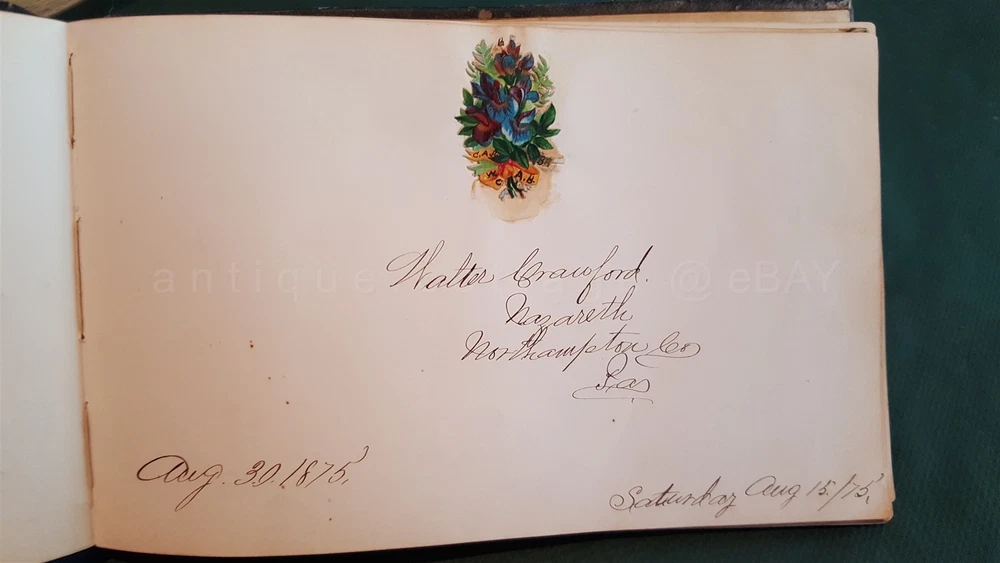 C.A.H.
M. A.H.
C.
Walter Crawford.
Nazareth
Northampton Co
Pa
Aug. 30. 1875.
Saturday Aug 15. /75.
antique @ eBAY